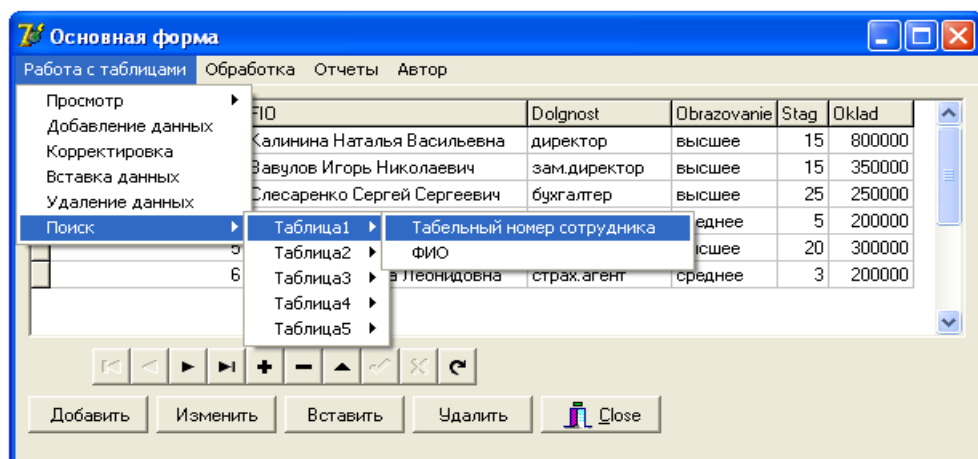 Основная форма
Работа с таблицами Обработка Отчеты Автор
Просмотр
Добавление данных
Корректировка
Вставка данных
Удаление данных
Поиск
FIO Dolgnost Obrazovanie Stag Oklad
Калинина Наталья Васильевна директор высшее 15 800000
Вавулов Игорь Николаевич зам.директор высшее 15 350000
Слесаренко Сергей Сергеевич бухгалтер высшее 25 250000
5 200000
5 20 300000
6 Леонидовна страх.агент среднее 3 200000
Таблица1
Таблица2
Таблица3
Таблица4
Таблица5
Табельный номер сотрудника
ФИО
Добавить Изменить Вставить Удалить Close